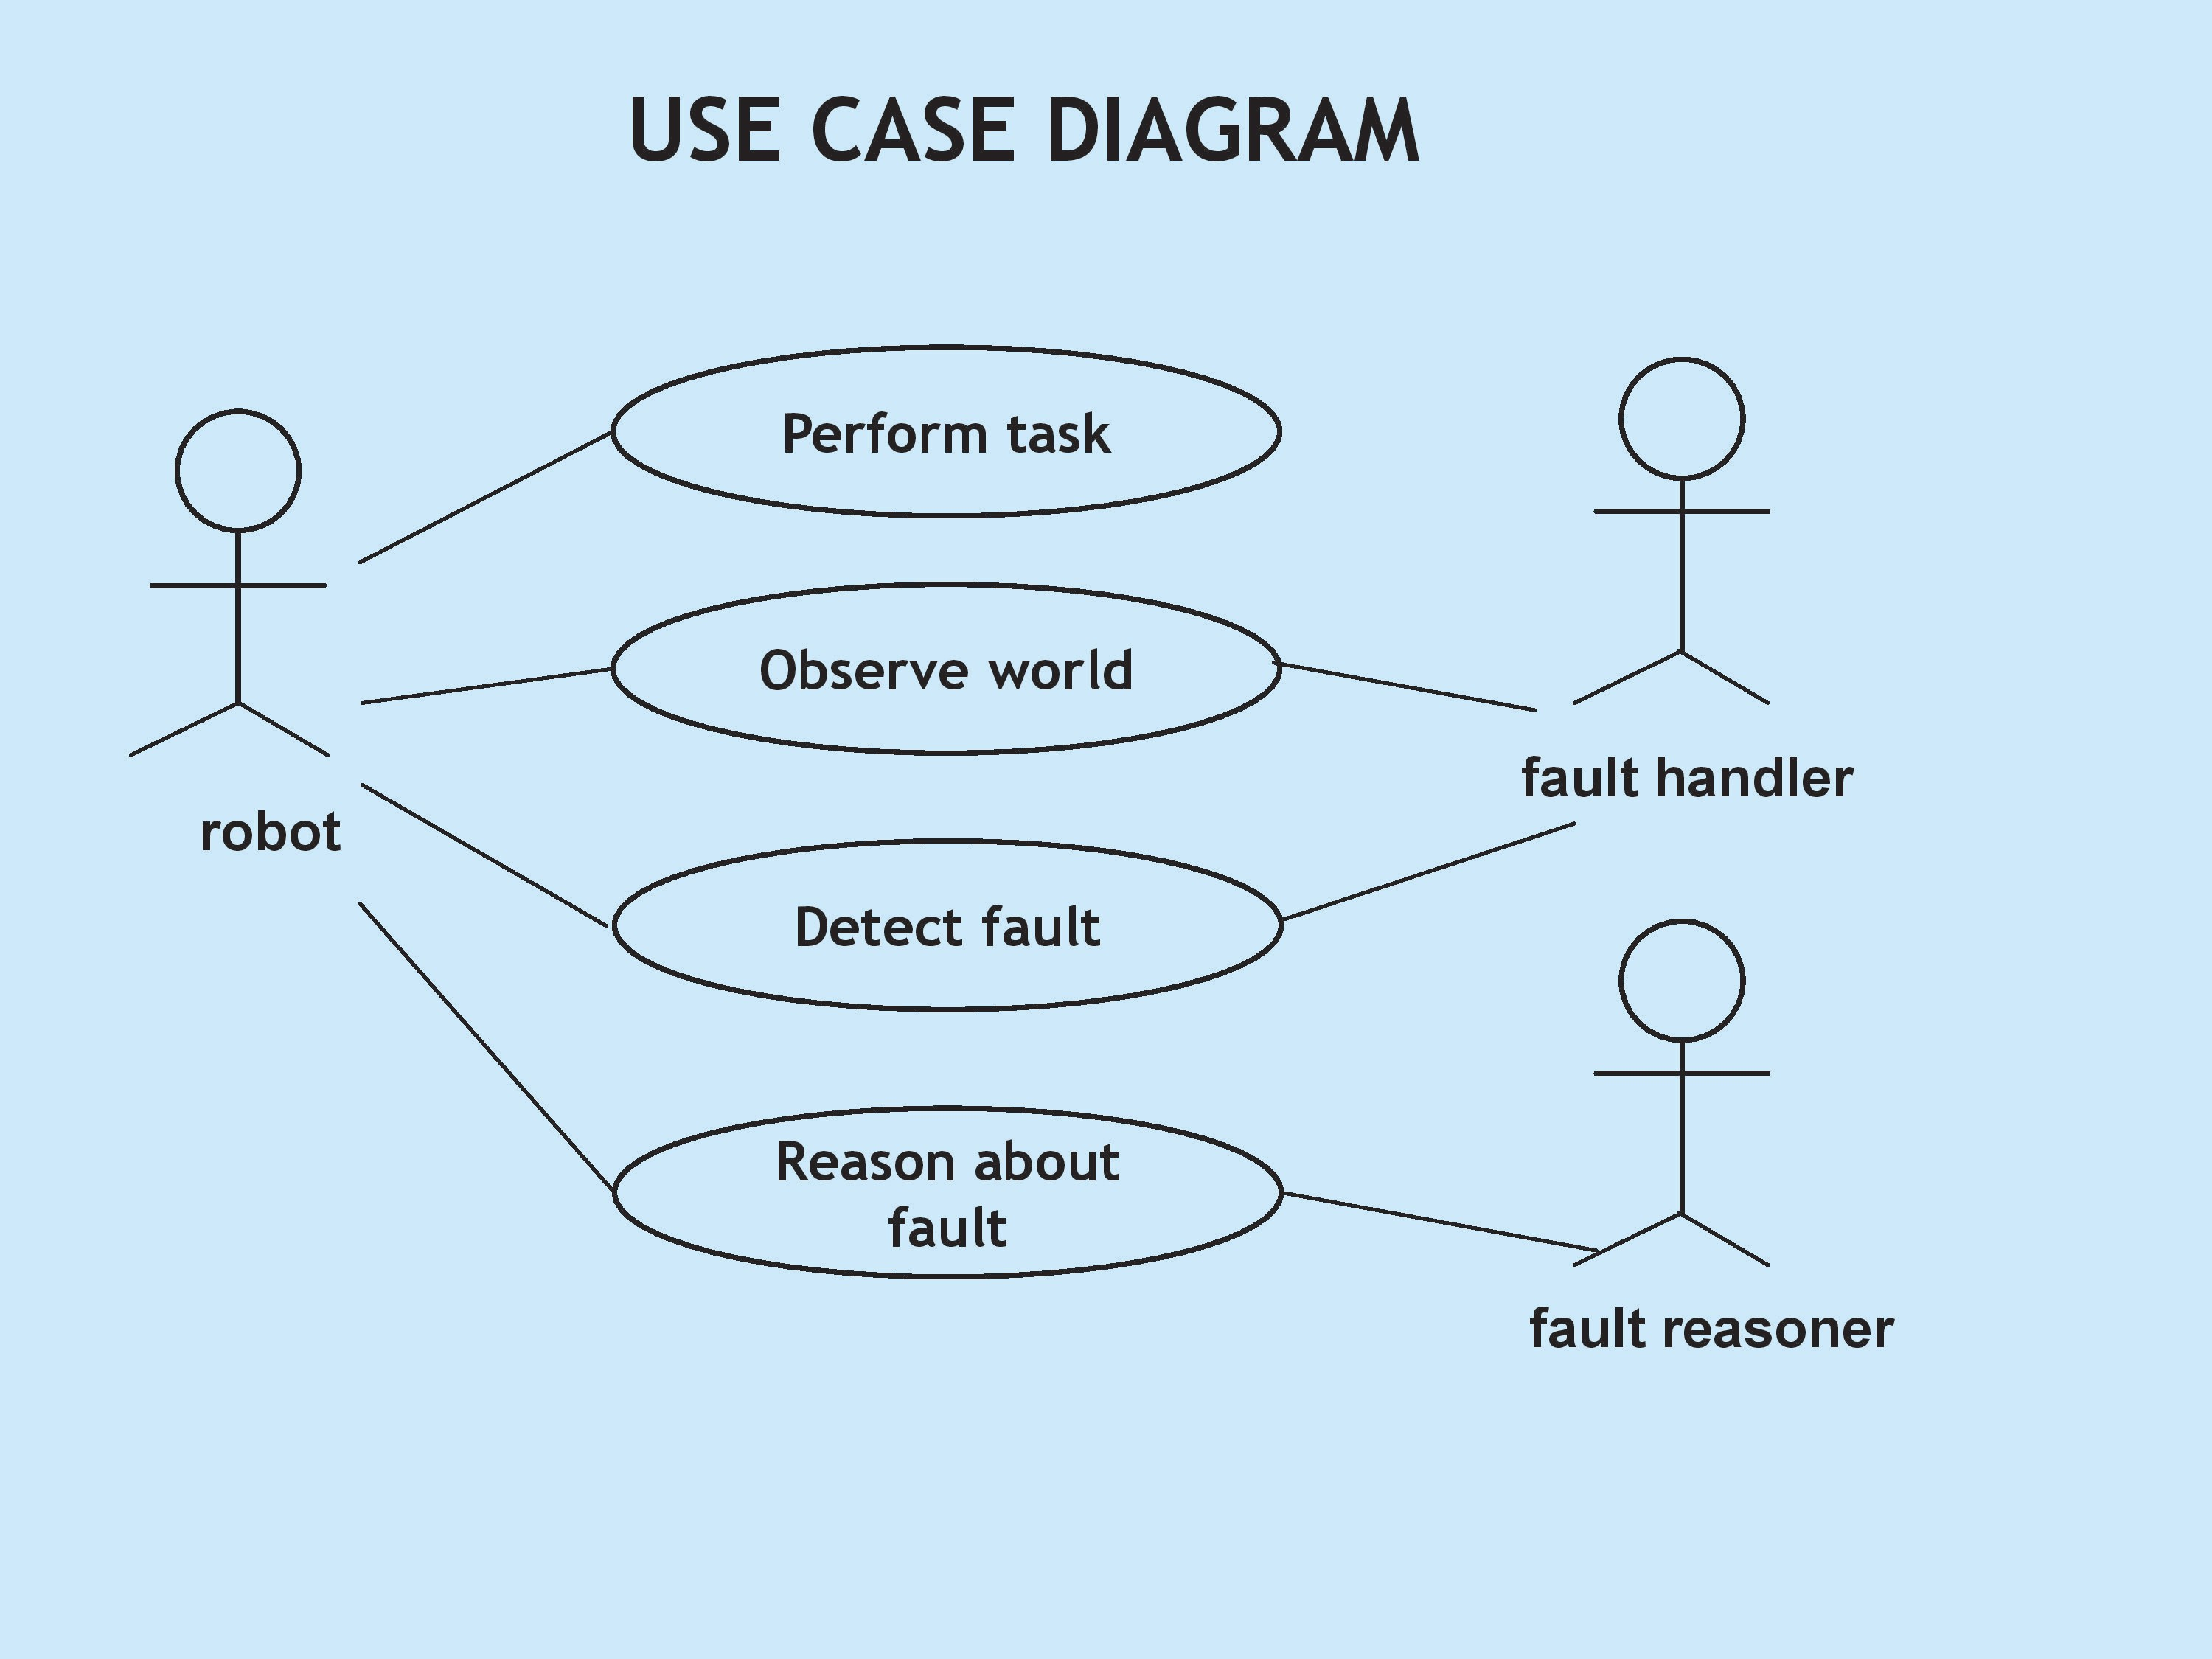 USE CASE DIAGRAM
Perform task
Observe world
fault handler
robot
Detect fault
Reason about
fault
fault reasoner